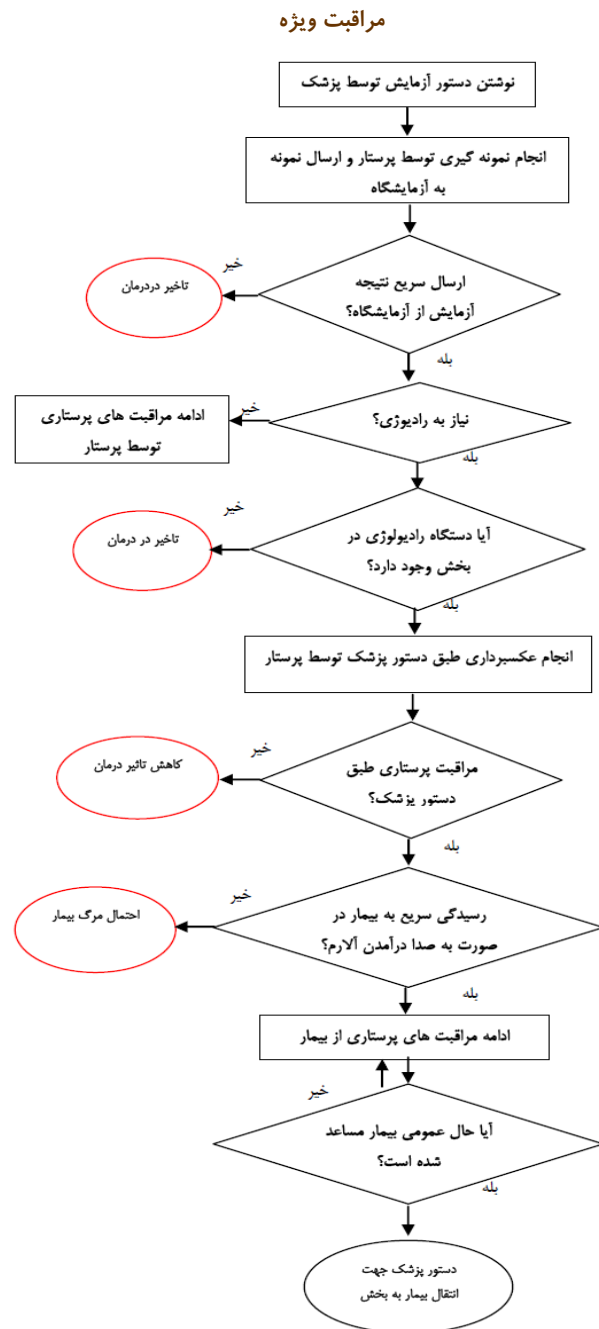 مراقبت ویژه
نوشتن دستور آزمایش توسط پزشک
انجام نمونه گیری توسط پرستار و ارسال نمونه
به آزمایشگاه
ارسال سریع نتیجه
آزمایش از آزمایشگاه؟
خیر
تاخیر دردرمان
بله
نیاز به رادیوژی؟
خیر
ادامه مراقبت های پرستاری
توسط پرستار
بله
آیا دستگاه رادیولوژی در
بخش وجود دارد؟
خیر
تاخیر در درمان
بله
انجام عکسبرداری طبق دستور پزشک توسط پرستار
مراقبت پرستاری طبق
دستور پزشک؟
خیر
کاهش تاثیر درمان
بله
رسیدگی سریع به بیمار در
صورت به صدا درآمدن آلارم؟
خیر
احتمال مرگ بیمار
بله
ادامه مراقبت های پرستاری از بیمار
خیر
آیا حال عمومی بیمار مساعد
شده است؟
بله
دستور پزشک جهت
انتقال بیمار به بخش